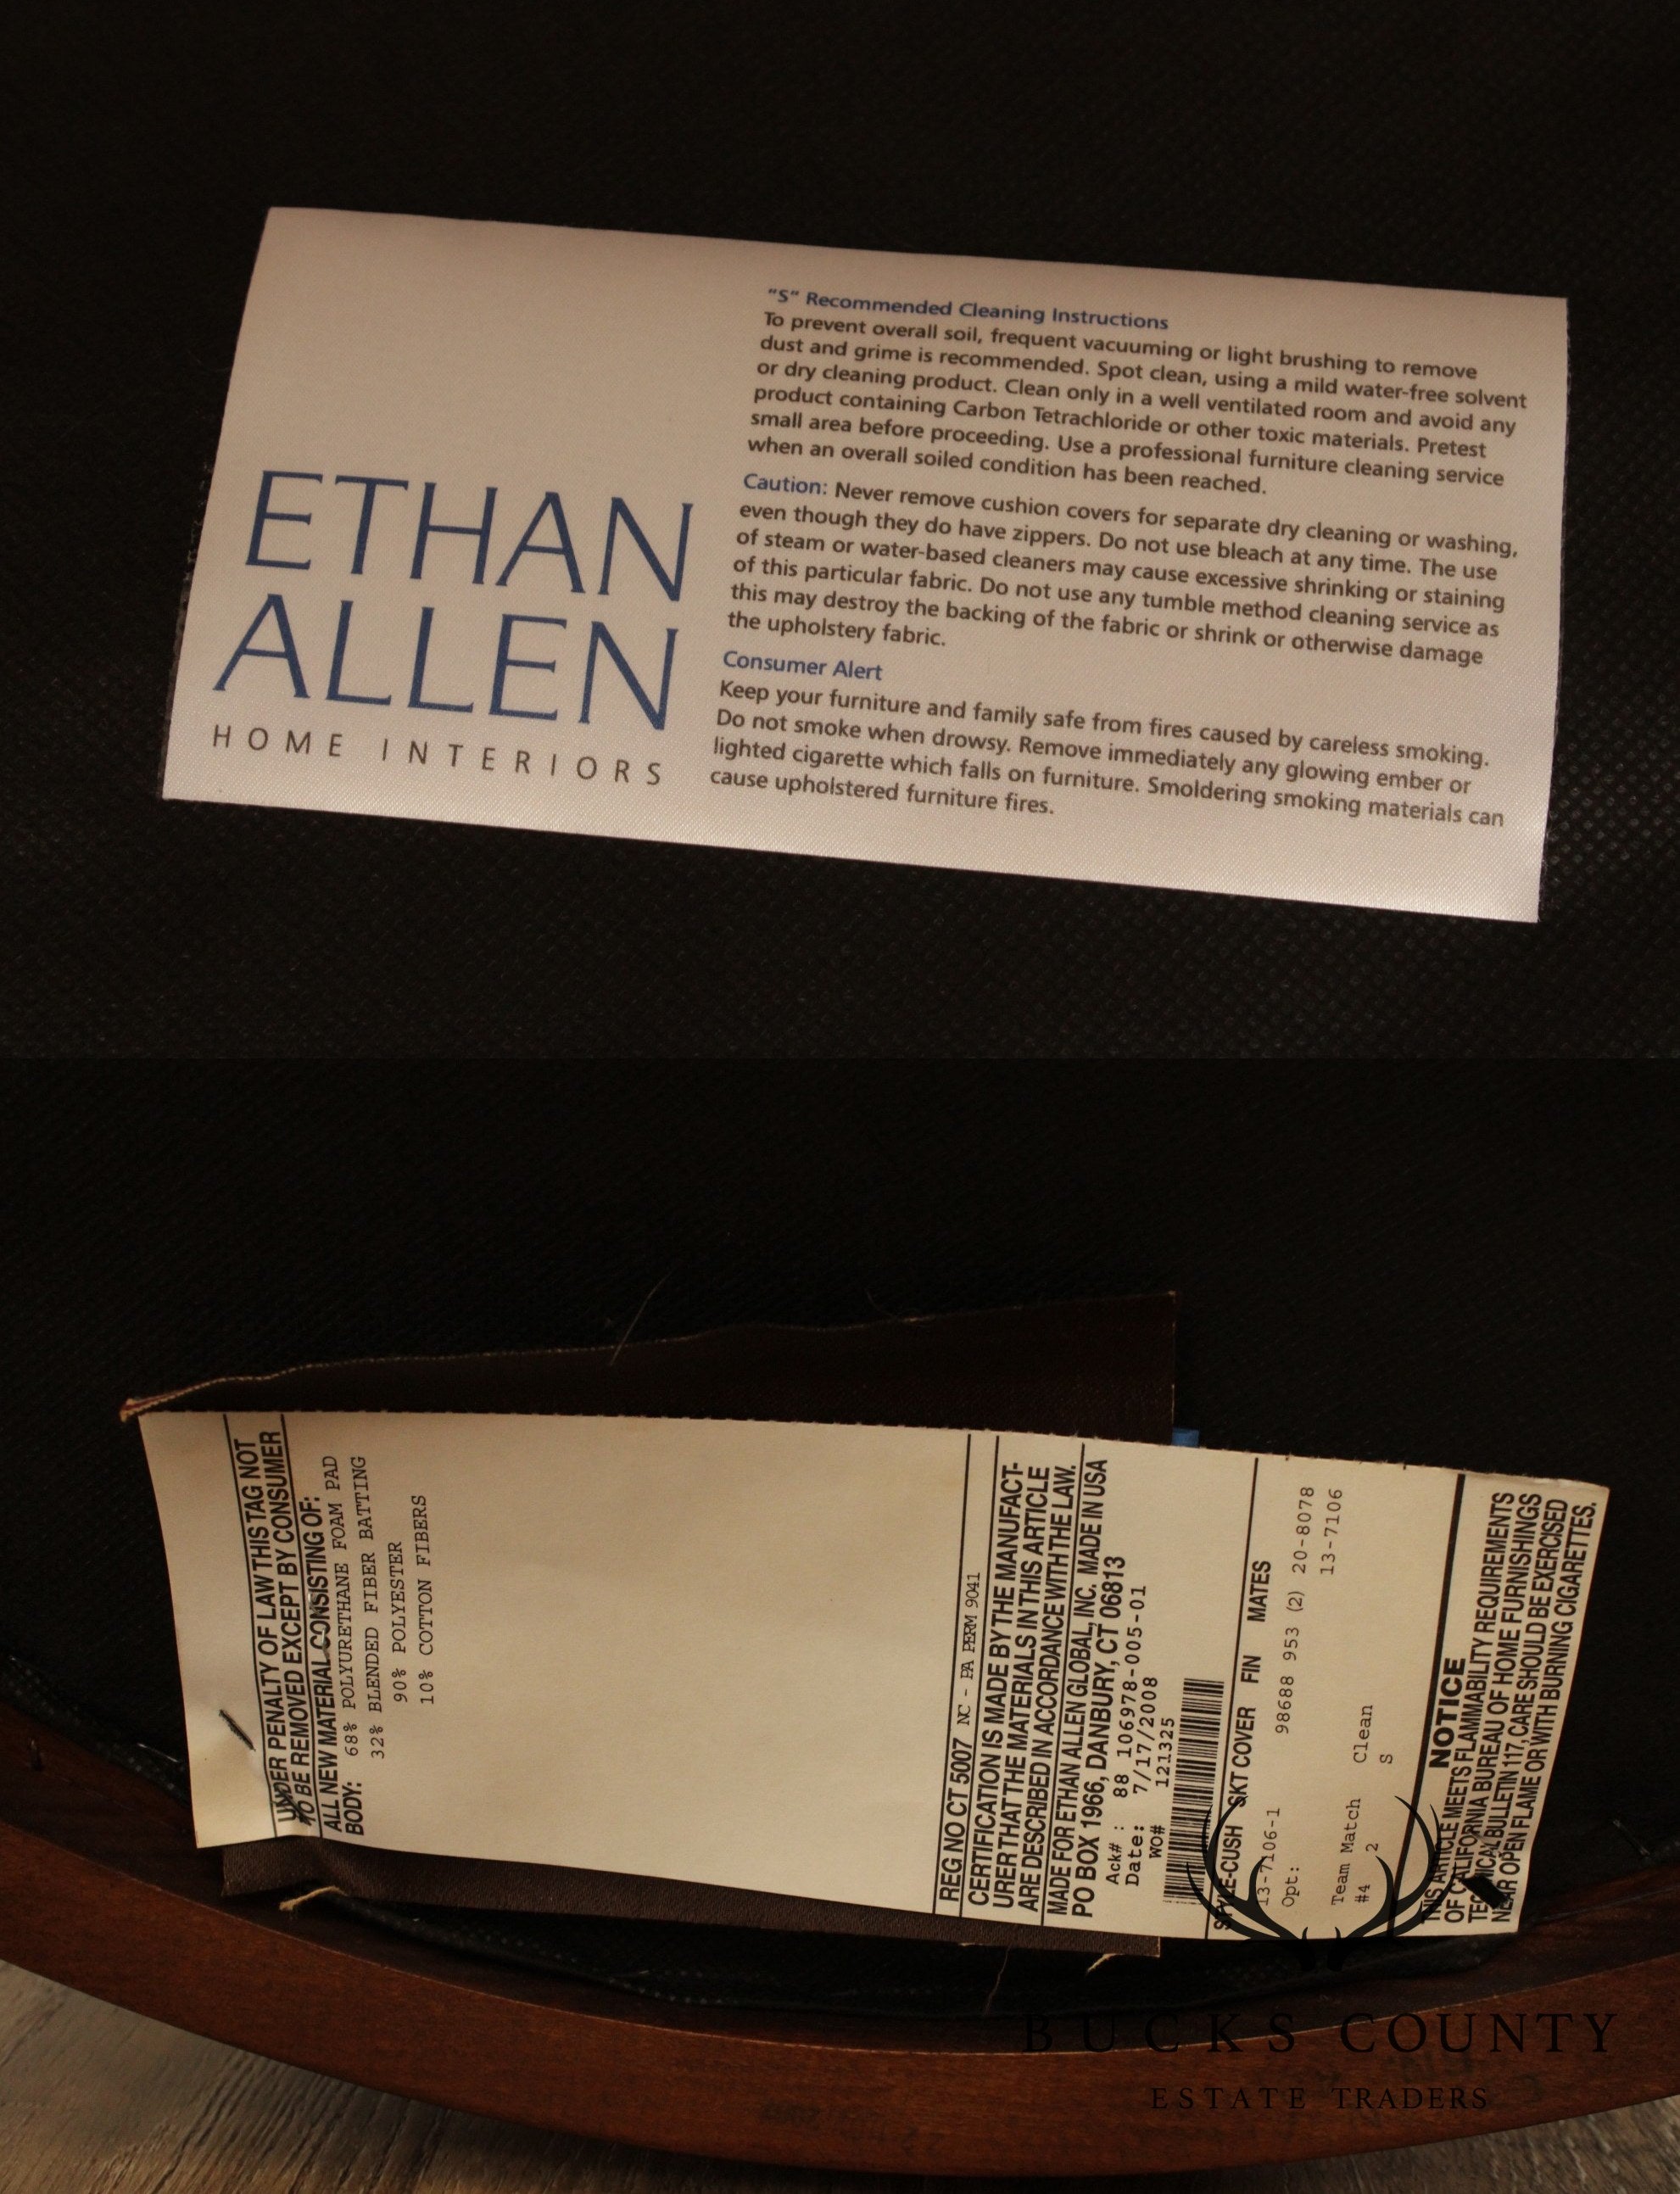 ETHAN
ALLEN
HOME INTERIORS
"S" Recommended Cleaning Instructions
To prevent overall soil, frequent vacuuming or light brushing to remove
dust and grime is recommended. Spot clean, using a mild water-free solvent
or dry cleaning product. Clean only in a well ventilated room and avoid any
product containing Carbon Tetrachloride or other toxic materials. Pretest
small area before proceeding. Use a professional furniture cleaning service
when an overall soiled condition has been reached.
Caution: Never remove cushion covers for separate dry cleaning or washing,
even though they do have zippers. Do not use bleach at any time. The use
of steam or water-based cleaners may cause excessive shrinking or staining
of this particular fabric. Do not use any tumble method cleaning service as
this may destroy the backing of the fabric or shrink or otherwise damage
the upholstery fabric.
Consumer Alert
Keep your furniture and family safe from fires caused by careless smoking.
Do not smoke when drowsy. Remove immediately any glowing ember or
lighted cigarette which falls on furniture. Smoldering smoking materials can
cause upholstered furniture fires.
UNDER PENALTY OF LAW THIS TAG NOT
TO BE REMOVED EXCEPT BY CONSUMER
ALL NEW MATERIAL CONSISTING OF:
BODY: 68% POLYURETHANE FOAM PAD
32% BLENDED FIBER BATTING
90% POLYESTER
10% COTTON FIBERS
REG NO CT 5007 NC - PA PERM 9041
CERTIFICATION IS MADE BY THE MANUFACT-
URER THAT THE MATERIALS IN THIS ARTICLE
ARE DESCRIBED IN ACCORDANCE WITH THE LAW.
MADE FOR ETHAN ALLEN GLOBAL, INC. MADE IN USA
PO BOX 1966, DANBURY, CT 06813
Ack# : 88 106978-005-01
Date: 7/17/2008
WO# 121325
STYLE-CUSH SKT COVER FIN MATES
13-7106-1 98688 953 (2) 20-8078
Opt: 13-7106
Team Match Clean
#4 2 S
NOTICE
THIS ARTICLE MEETS FLAMMABILITY REQUIREMENTS
OF CALIFORNIA BUREAU OF HOME FURNISHINGS
TECHNICAL BULLETIN 117, CARE SHOULD BE EXERCISED
NEAR OPEN FLAME OR WITH BURNING CIGARETTES.
BUCKS COUNTY
ESTATE TRADERS